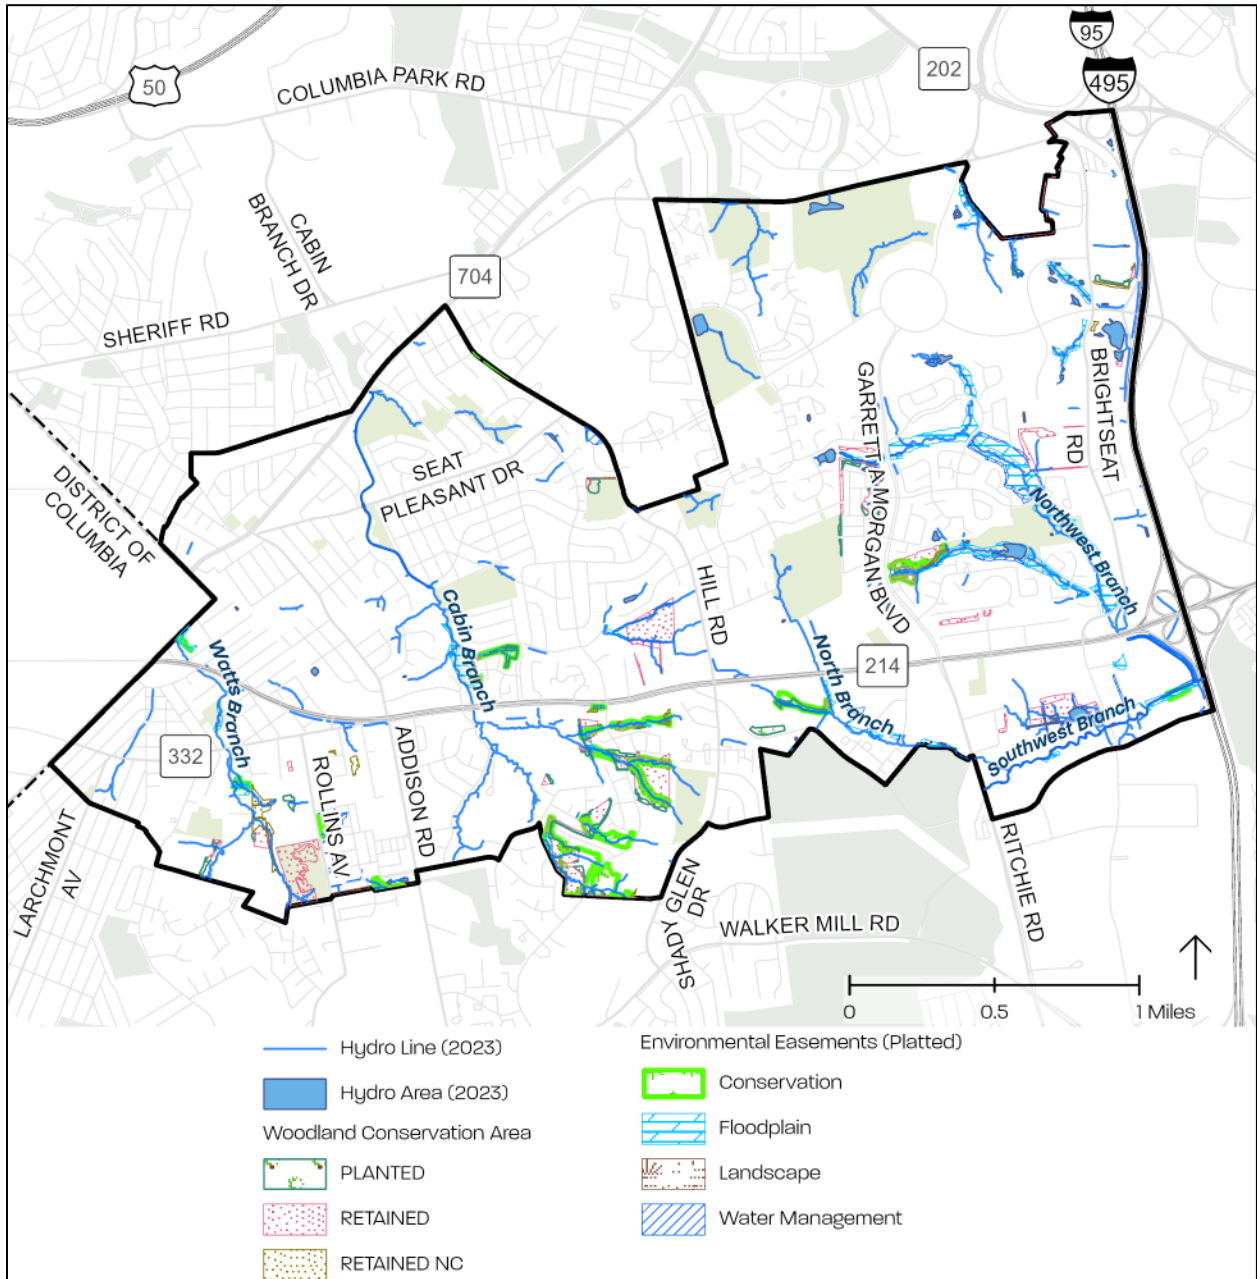 95
50
202
495
COLUMBIA PARK RD
CABIN
BRANCH DR
704
SHERIFF RD
BRIGHTSEAT
RD
GARRETT A MORGAN BLVD
SEAT
PLEASANT DR
DISTRICT OF
COLUMBIA
Northwest Branch
HILL RD
Cabin Branch
Watts Branch
North Branch
214
Southwest Branch
332
ADDISON RD
ROLLINS AV
LARCHMONT
AV
SHADY GLEN
DR
RITCHIE RD
WALKER MILL RD
0 0.5 1 Miles
Hydro Line (2023)
Hydro Area (2023)
Woodland Conservation Area
PLANTED
RETAINED
RETAINED NC
Environmental Easements (Platted)
Conservation
Floodplain
Landscape
Water Management